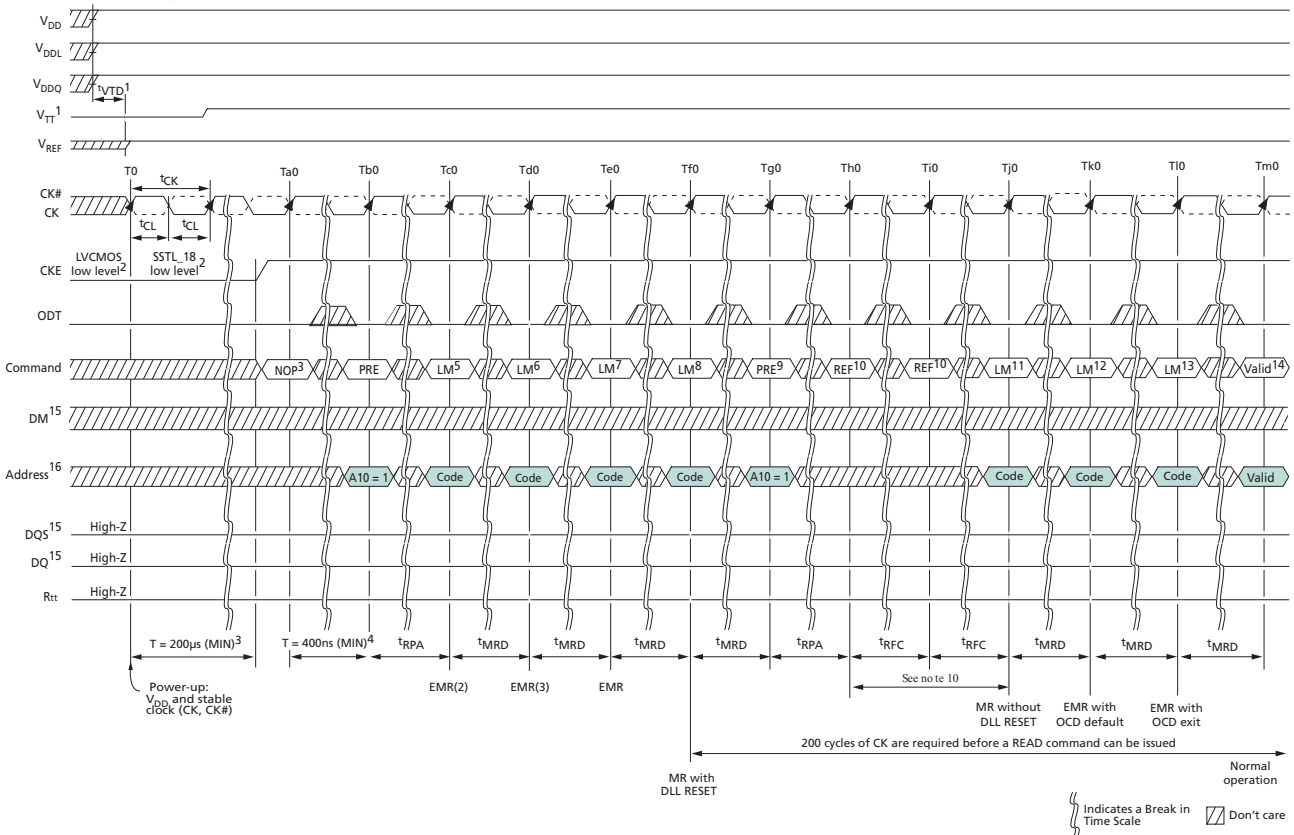 VDD
VDDL
VDDQ
tVTD1
VTT1
VREF
T0 Ta0 Tb0 Tc0 Td0 Te0 Tf0 Tg0 Th0 Ti0 Tj0 Tk0 Tl0 Tm0
tCK
CK#
CK
tCL tCL
LVCMOS low level2
SSTL_18 low level2
CKE
ODT
Command NOP3 PRE LM5 LM6 LM7 LM8 PRE9 REF10 REF10 LM11 LM12 LM13 Valid14
DM15
Address16 A10 = 1 Code Code Code Code A10 = 1 Code Code Code Valid
DQS15 High-Z
DQ15 High-Z
Rtt High-Z
T = 200µs (MIN)3 T = 400ns (MIN)4 tRPA tMRD tMRD tMRD tMRD tRPA tRFC tRFC tMRD tMRD tMRD
Power-up:
VDD and stable
clock (CK, CK#)
EMR(2) EMR(3) EMR
See no te 10
MR without
DLL RESET
EMR with
OCD default
EMR with
OCD exit
200 cycles of CK are required before a READ command can be issued
MR with
DLL RESET
Normal
operation
Indicates a Break in
Time Scale
Don't care